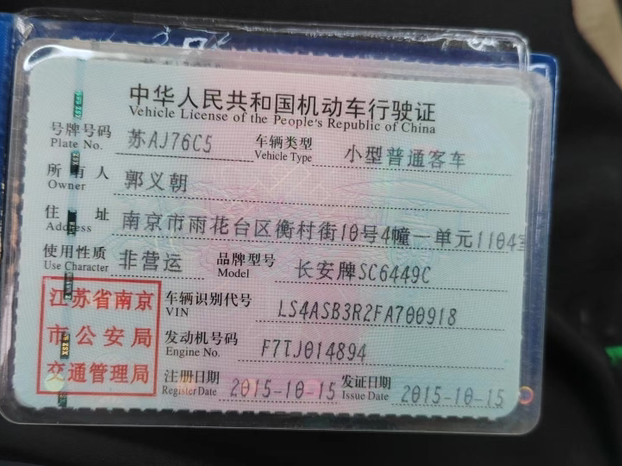 中华人民共和国机动车行驶证
Vehicle License of the People's Republic of China
号牌号码 苏AJ76C5 车辆类型 小型普通客车
Plate No. Vehicle Type
所有人 郭义朝
Owner
住址 南京市雨花台区衡村街10号4幢一单元1104室
Address
使用性质 非营运 品牌型号 长安牌SC6449C
Use Character Model
江苏省南京
市公安局
交通管理局
车辆识别代号 LS4ASB3R2FA700918
VIN
发动机号码 F7TJ014894
Engine No.
注册日期 2015-10-15 发证日期 2015-10-15
Register Date Issue Date